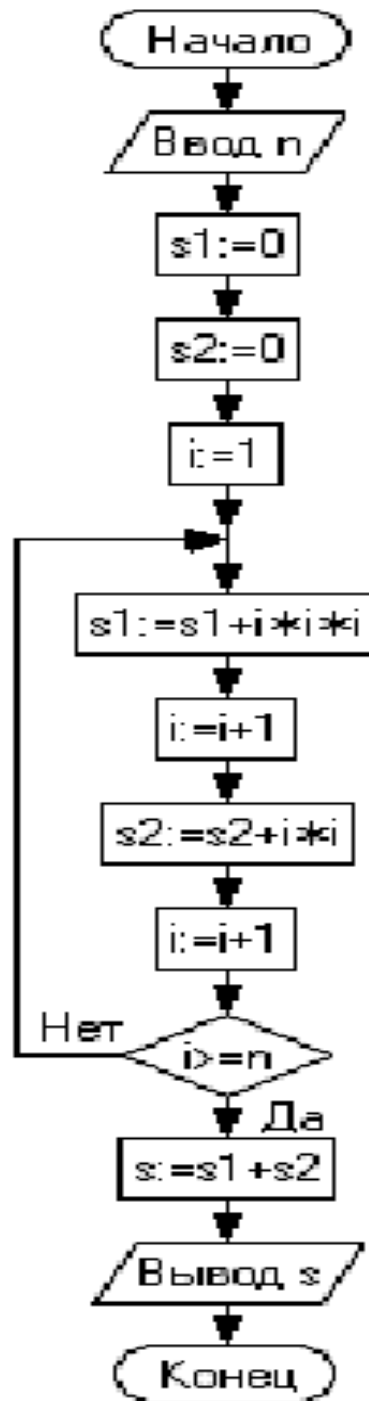 Начало
Ввод n
s1:=0
s2:=0
i:=1
s1:=s1+i*i*i
i:=i+1
s2:=s2+i*i
i:=i+1
Нет
i>=n
Да
s:=s1+s2
Вывод s
Конец